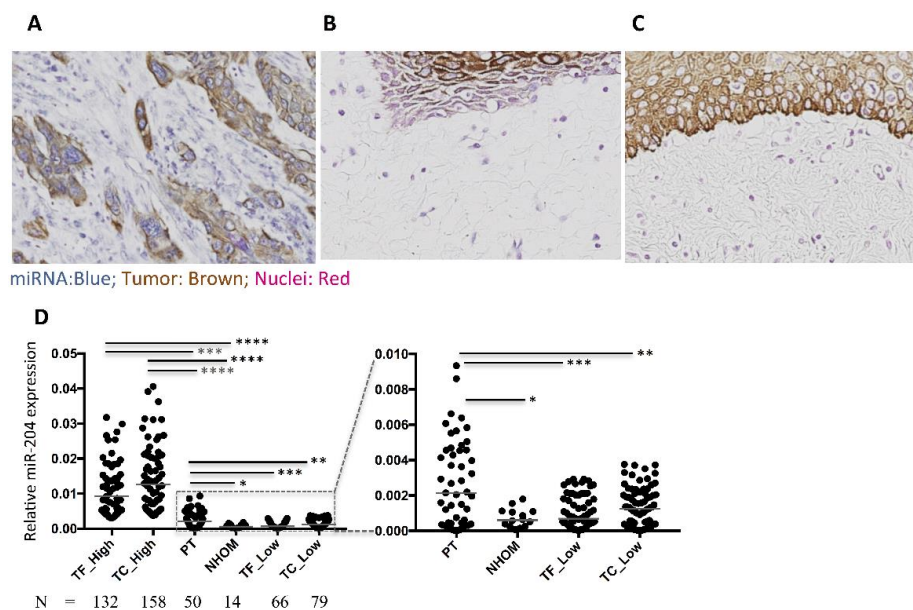 A B C
miRNA:Blue; Tumor: Brown; Nuclei: Red
D
Relative miR-204 expression
0.05
0.04
0.03
0.02
0.01
0.00
****
***
****
****
**
***
*
TF_High
TC_High
PT
NHOM
TF_Low
TC_Low
N = 132 158 50 14 66 79
0.010
0.008
0.006
0.004
0.002
0.000
**
***
*
PT
NHOM
TF_Low
TC_Low